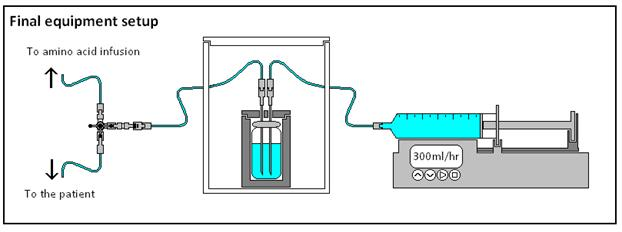 Final equipment setup
To amino acid infusion
300ml/hr
To the patient